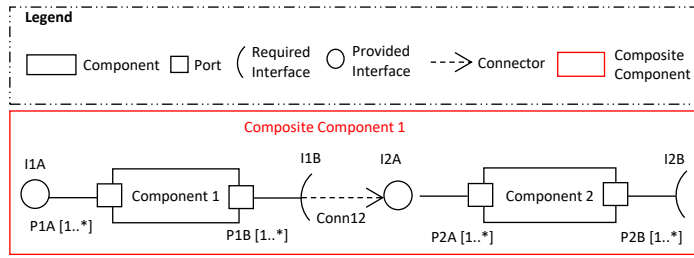 Legend
Component
Port
Required
Interface
Provided
Interface
Connector
Composite
Component
Composite Component 1
I1A
I1B
I2A
I2B
Component 1
Component 2
Conn12
P1A [1..*]
P1B [1..*]
P2A [1..*]
P2B [1..*]